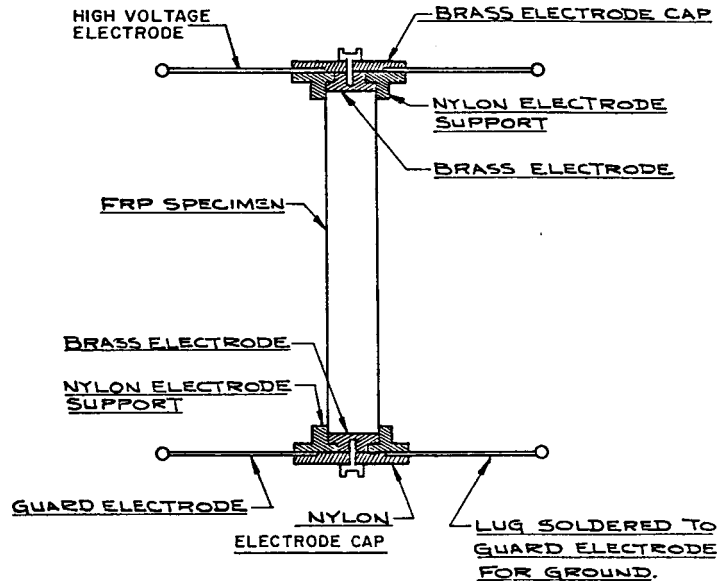 HIGH VOLTAGE
ELECTRODE
BRASS ELECTRODE CAP
NYLON ELECTRODE
SUPPORT
BRASS ELECTRODE
FRP SPECIMEN
BRASS ELECTRODE
NYLON ELECTRODE
SUPPORT
GUARD ELECTRODE
NYLON
ELECTRODE CAP
LUG SOLDERED TO
GUARD ELECTRODE
FOR GROUND.